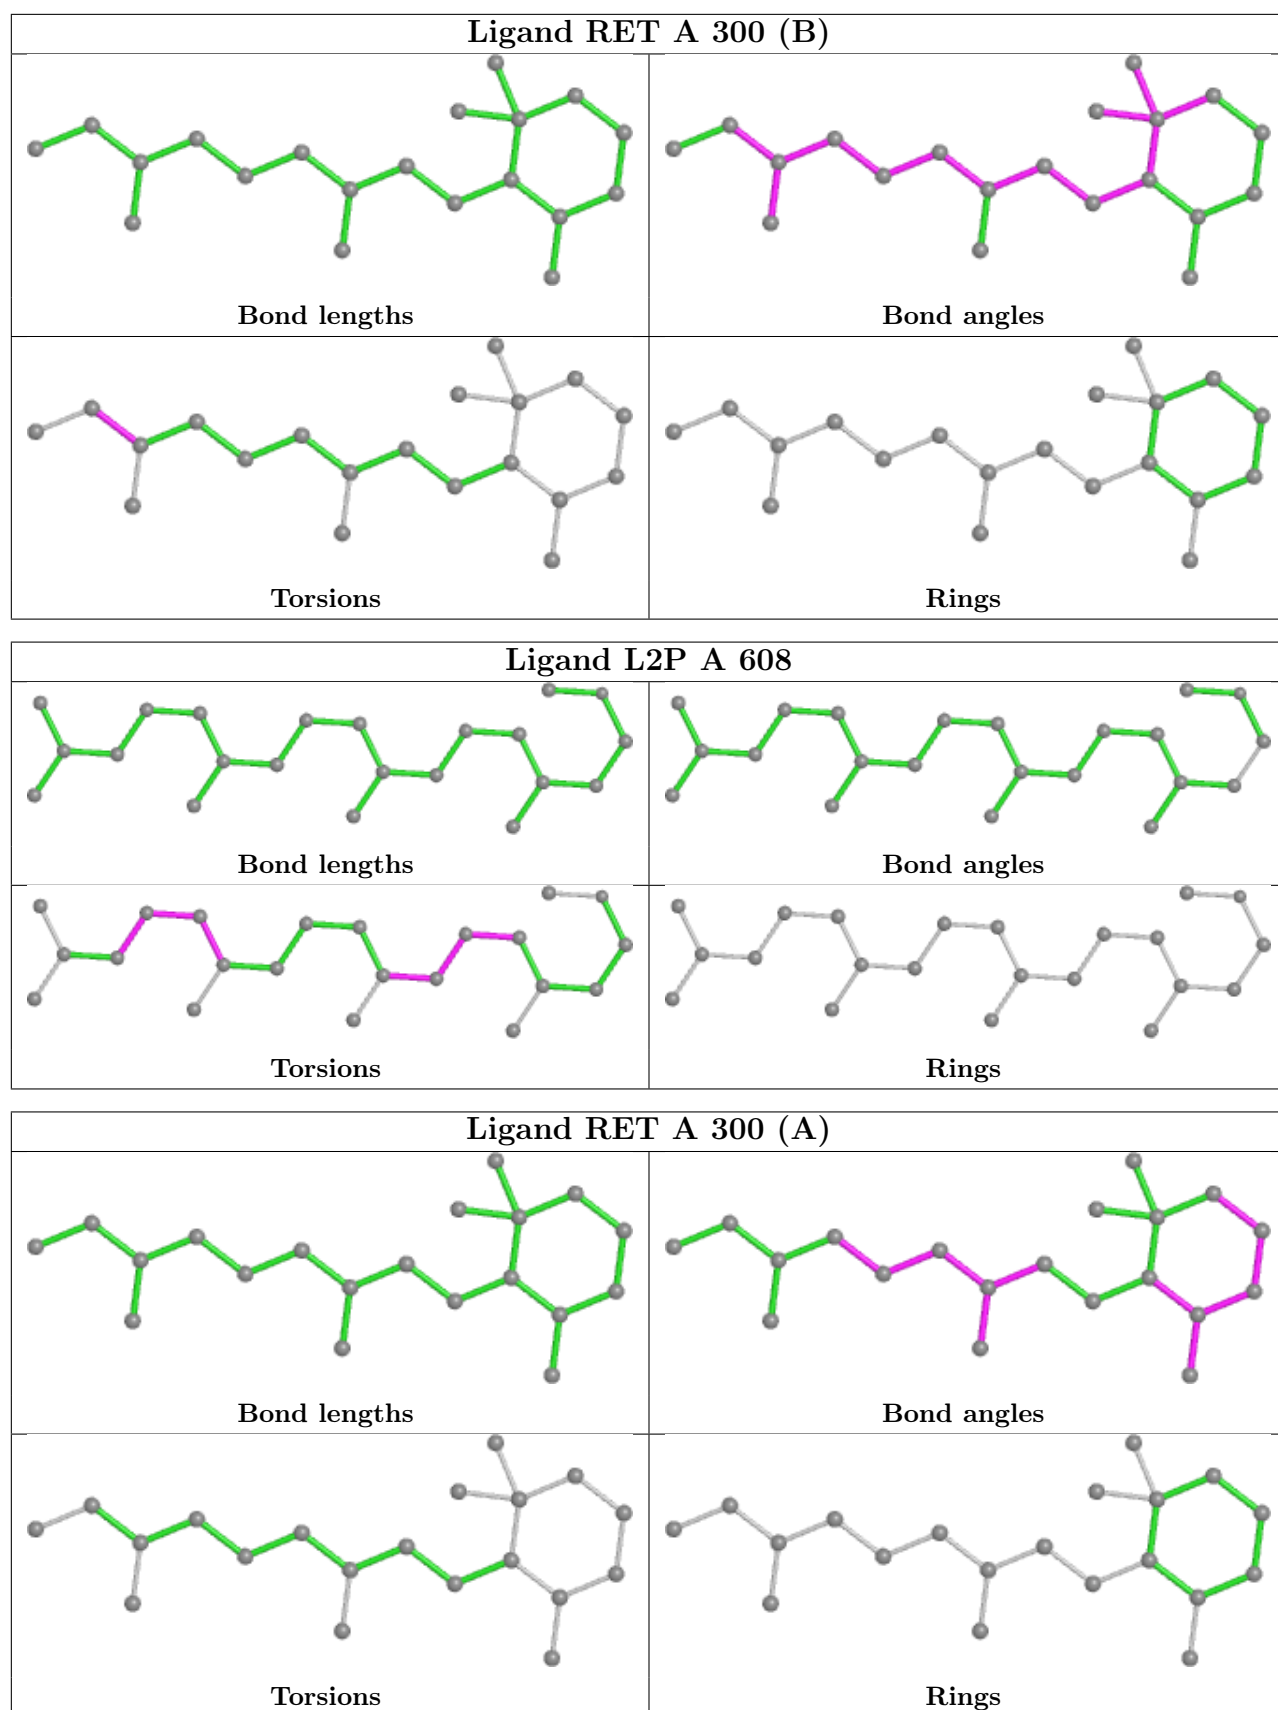 Ligand RET A 300 (B)
Bond lengths
Bond angles
Torsions
Rings
Ligand L2P A 608
Bond lengths
Bond angles
Torsions
Rings
Ligand RET A 300 (A)
Bond lengths
Bond angles
Torsions
Rings